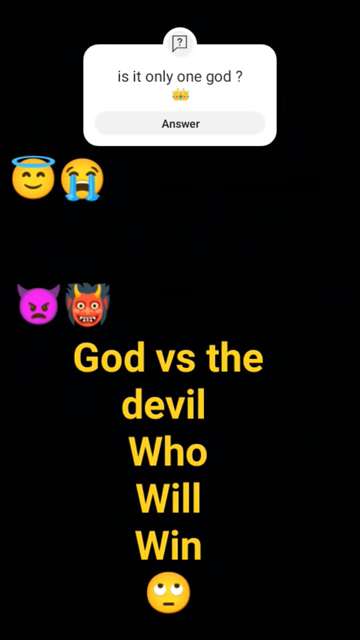 is it only one god ?
👑
Answer
😇😭
👿👹
God vs the
devil
Who
Will
Win
🙄